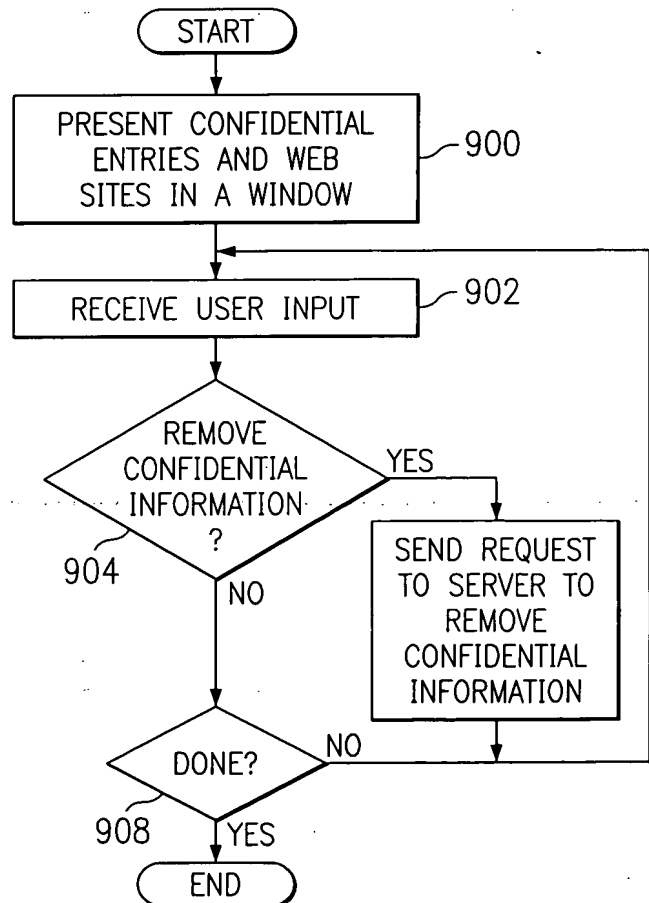 START
PRESENT CONFIDENTIAL
ENTRIES AND WEB
SITES IN A WINDOW
900
RECEIVE USER INPUT
902
REMOVE
CONFIDENTIAL
INFORMATION
?
904
YES
NO
SEND REQUEST
TO SERVER TO
REMOVE
CONFIDENTIAL
INFORMATION
DONE?
NO
908
YES
END